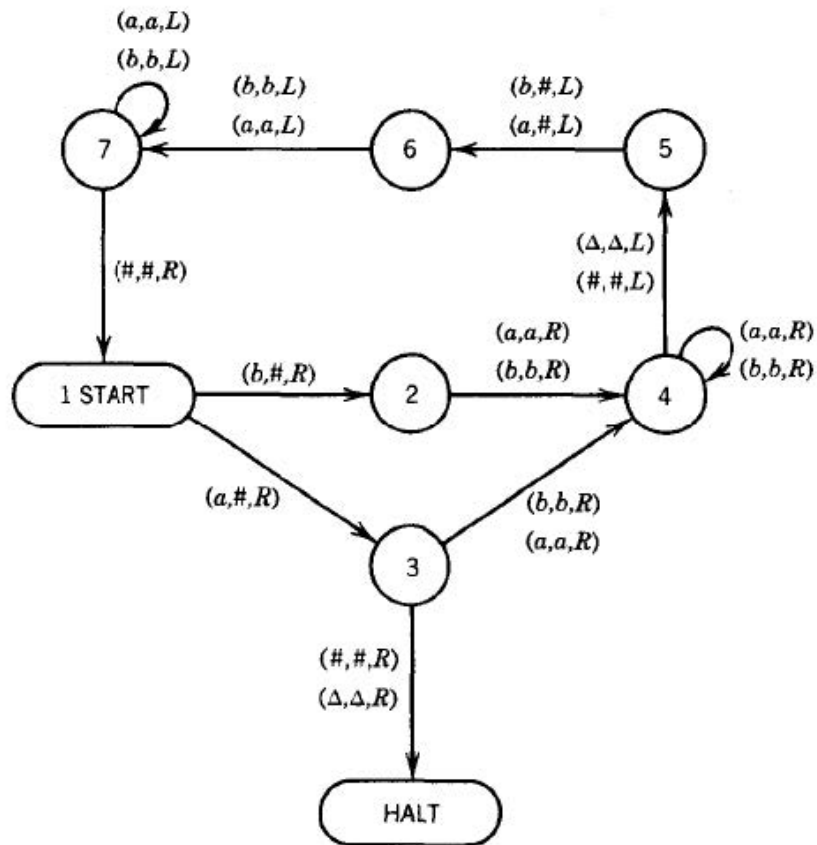 (a,a,L)
(b,b,L)
7
(b,b,L)
(a,a,L)
6
(b,#,L)
(a,#,L)
5
(#,#,R)
(Δ,Δ,L)
(#,#,L)
1 START
(b,#,R)
2
(a,a,R)
(b,b,R)
4
(a,a,R)
(b,b,R)
(a,#,R)
3
(b,b,R)
(a,a,R)
(#,#,R)
(Δ,Δ,R)
HALT